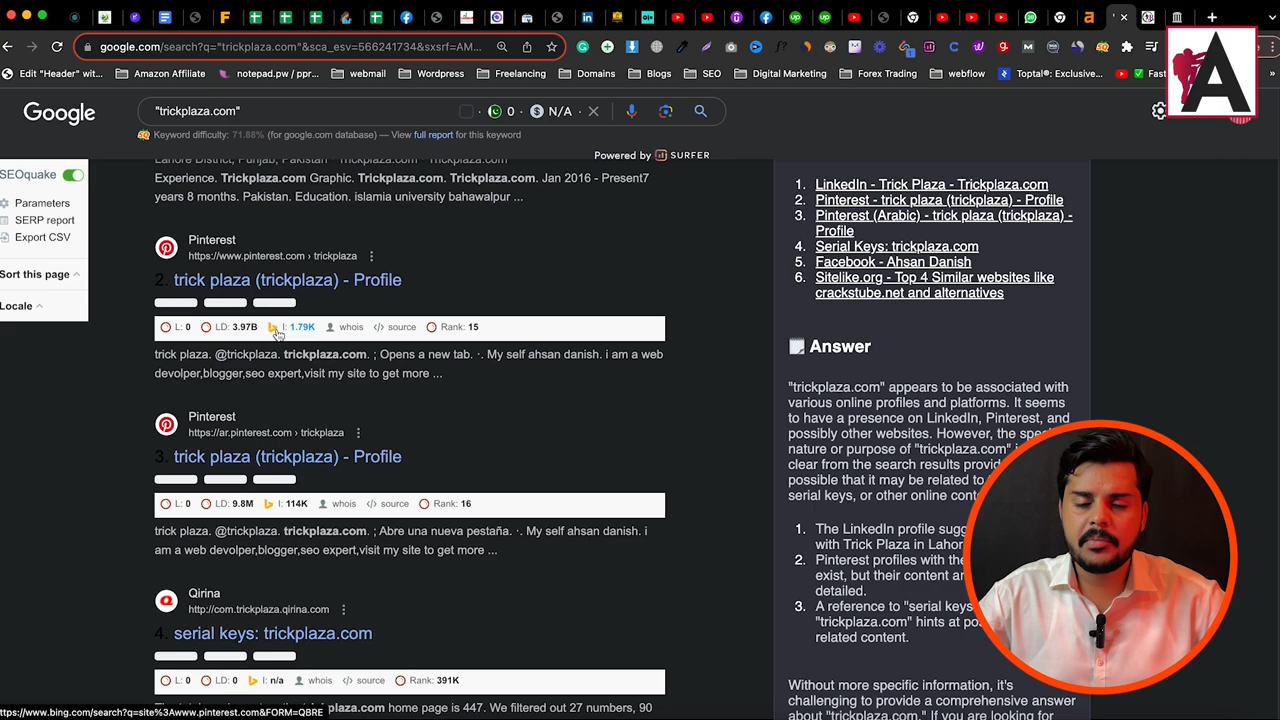 google.com/search?q="trickplaza.com"&sca_esv=566241734&sxsrf=AM...
Edit "Header" wit...
Amazon Affiliate
notepad.pw / ppr...
webmail
Wordpress
Freelancing
Domains
Blogs
SEO
Digital Marketing
Forex Trading
webflow
Toptal®: Exclusive...
A
Google
"trickplaza.com"
0
N/A
Keyword difficulty: 71.88% (for google.com database) — View full report for this keyword
Powered by SURFER
SEOquake
Parameters
SERP report
Export CSV
Sort this page
Locale
Lahore District, Punjab, Pakistan · Trickplaza.com · Trickplaza.com
Experience. Trickplaza.com Graphic. Trickplaza.com. Jan 2016 - Present7
years 8 months. Pakistan. Education. islamia university bahawalpur ...
Pinterest
https://www.pinterest.com › trickplaza
2. trick plaza (trickplaza) - Profile
L: 0 LD: 3.97B I: 1.79K whois source Rank: 15
trick plaza. @trickplaza. trickplaza.com. ; Opens a new tab. ·. My self ahsan danish. i am a web
devolper,blogger,seo expert,visit my site to get more ...
Pinterest
https://ar.pinterest.com › trickplaza
3. trick plaza (trickplaza) - Profile
L: 0 LD: 9.8M I: 114K whois source Rank: 16
trick plaza. @trickplaza. trickplaza.com. ; Abre una nueva pestaña. ·. My self ahsan danish. i
am a web devolper,blogger,seo expert,visit my site to get more ...
Qirina
http://com.trickplaza.qirina.com
4. serial keys: trickplaza.com
L: 0 LD: 0 I: n/a whois source Rank: 391K
home page is 447. We filtered out 27 numbers, 90
https://www.bing.com/search?q=site%3Awww.pinterest.com&FORM=QBRE
1. LinkedIn - Trick Plaza - Trickplaza.com
2. Pinterest - trick plaza (trickplaza) - Profile
3. Pinterest (Arabic) - trick plaza (trickplaza) -
Profile
4. Serial Keys: trickplaza.com
5. Facebook - Ahsan Danish
6. Sitelike.org - Top 4 Similar websites like
crackstube.net and alternatives
Answer
"trickplaza.com" appears to be associated with
various online profiles and platforms. It seems
to have a presence on LinkedIn, Pinterest, and
possibly other websites. However, the
nature or purpose of "trickplaza.com"
clear from the search results
possible that it may be related to
serial keys, or other online
1. The LinkedIn profile
with Trick Plaza in
2. Pinterest profiles with
exist, but their content
detailed.
3. A reference to "serial
"trickplaza.com" hints at
related content.
Without more specific information, it's
challenging to provide a comprehensive answer
about "trickplaza.com." If you are looking for